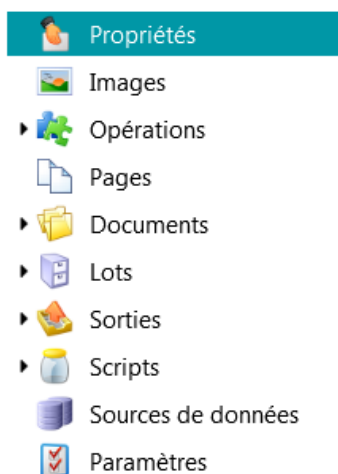 Propriétés
Images
Opérations
Pages
Documents
Lots
Sorties
Scripts
Sources de données
Paramètres